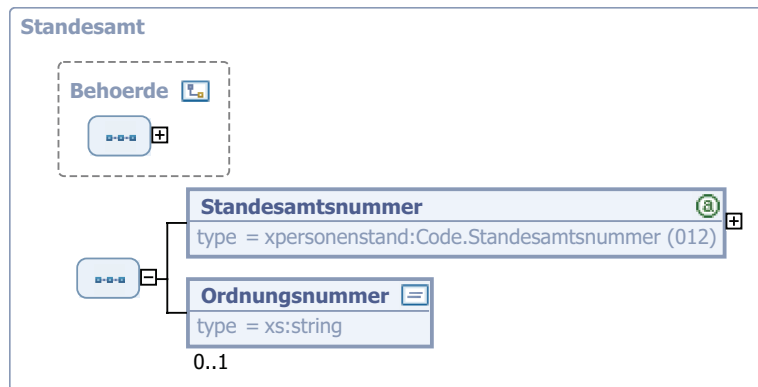 Standesamt
Behoerde
Standesamtsnummer
type = xpersonenstand:Code.Standesamtsnummer (012)
Ordnungsnummer
type = xs:string
0..1